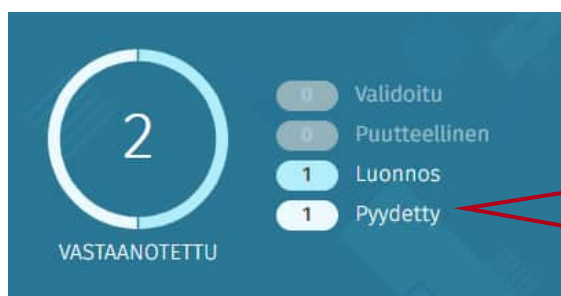 2
VASTAANOTETTU
0 Validoitu
0 Puutteellinen
1 Luonnos
1 Pyydetty